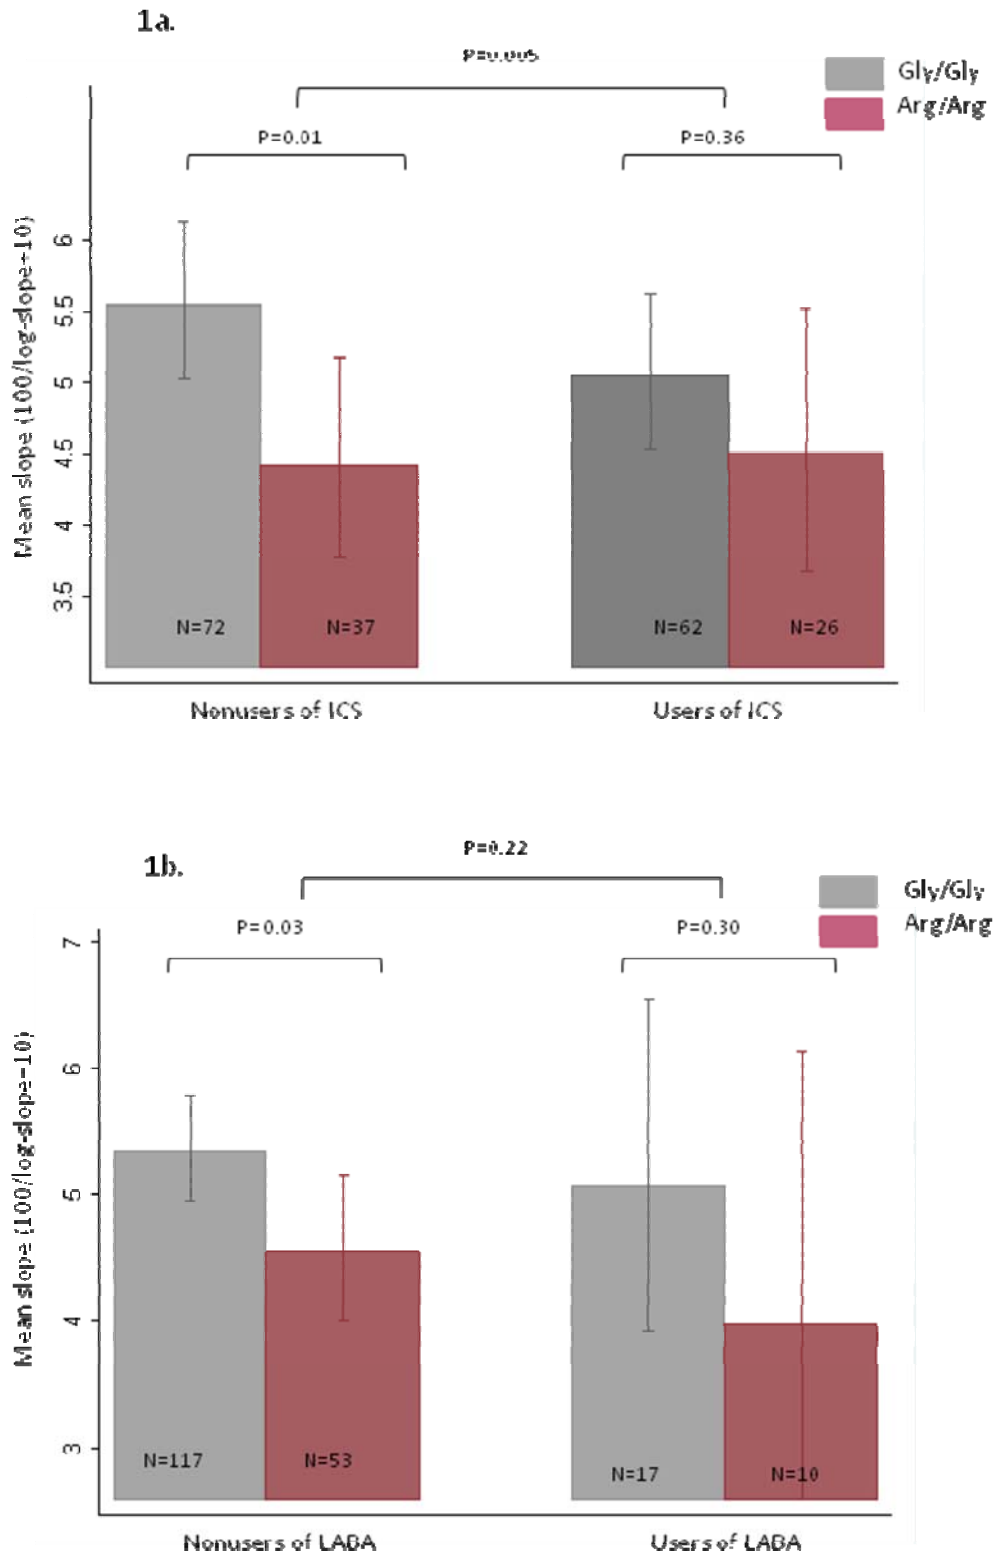 1a.
P=0.005
Gly/Gly
Arg/Arg
P=0.01
P=0.36
Mean slope (100/log-slope+10)
6
5.5
5
4.5
4
3.5
N=72
N=37
N=62
N=26
Nonusers of ICS
Users of ICS
1b.
P=0.22
Gly/Gly
Arg/Arg
P=0.03
P=0.30
Mean slope (100/log-slope+10)
7
6
5
4
3
N=117
N=53
N=17
N=10
Nonusers of LABA
Users of LABA